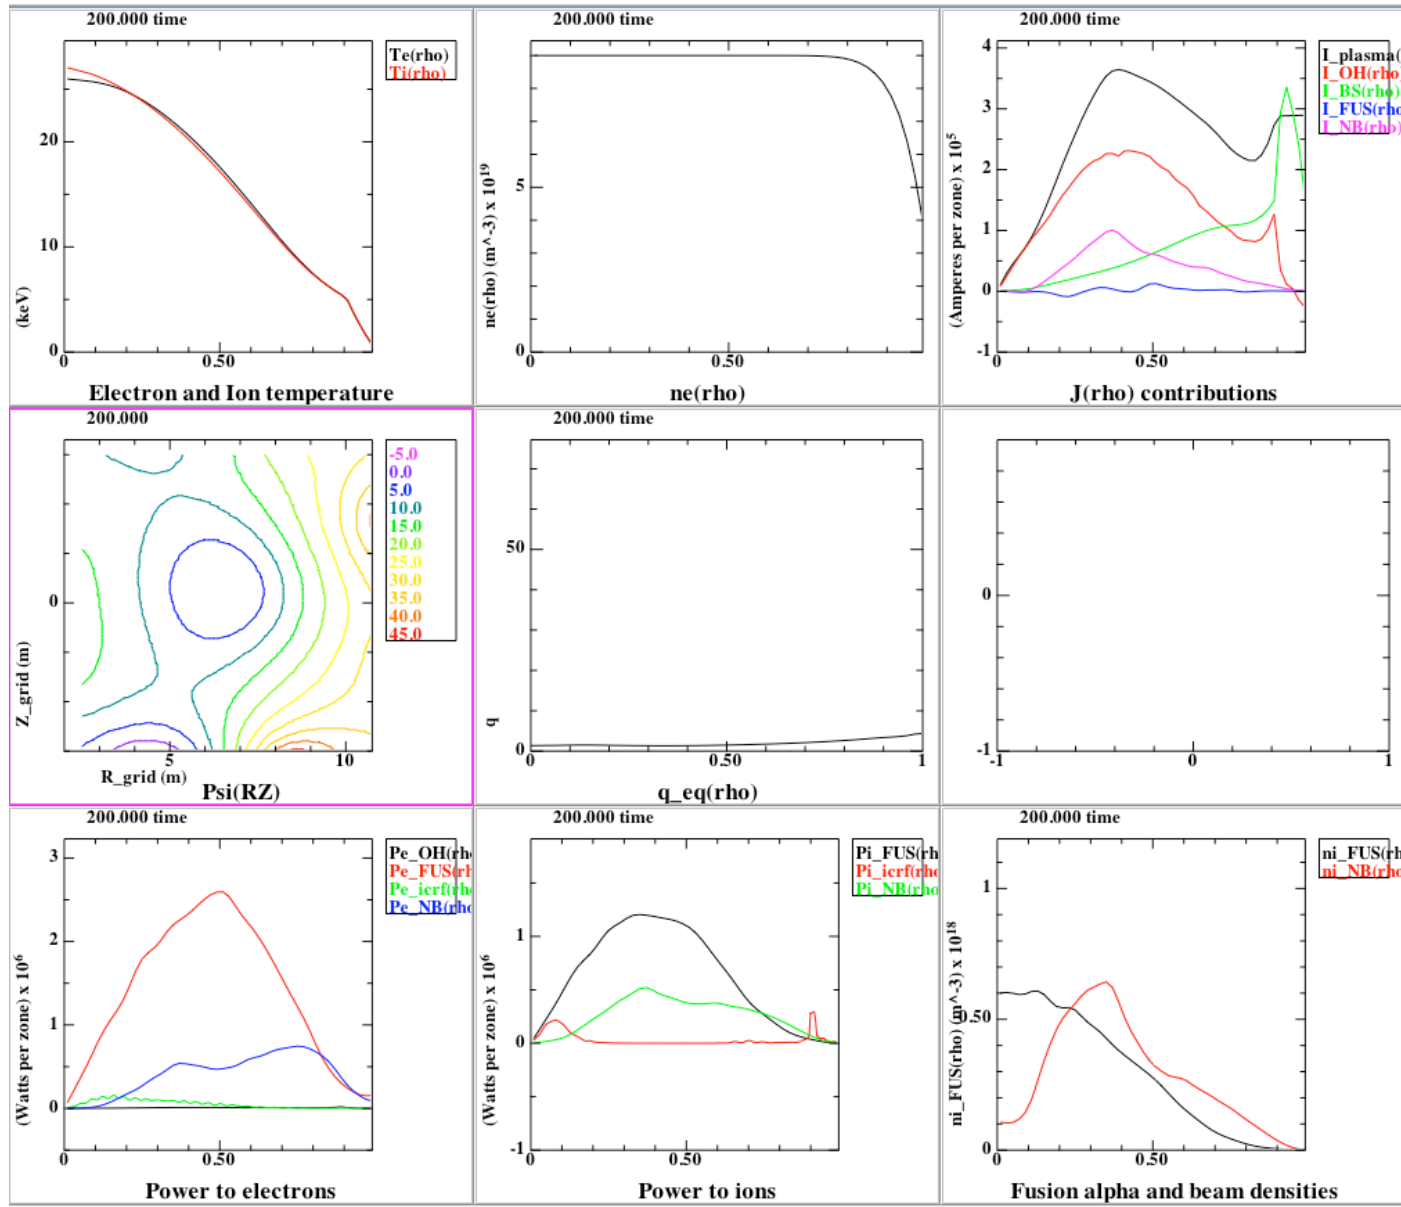 200.000 time
Te(rho)
Ti(rho)
20
10
0
0
0.50
(keV)
Electron and Ion temperature
200.000 time
5
0
0
0.50
ne(rho) (m^-3) x 10^19
ne(rho)
200.000 time
I_plasma(
I_OH(rho)
I_BS(rho)
I_FUS(rho
I_NB(rho)
4
3
2
1
0
-1
0
0.50
(Amperes per zone) x 10^5
J(rho) contributions
200.000
-5.0
0.0
5.0
10.0
15.0
20.0
25.0
30.0
35.0
40.0
45.0
0
5
10
Z_grid (m)
R_grid (m)
Psi(RZ)
200.000 time
50
0
0
0.50
1
q
q_eq(rho)
0
-1
-1
0
1
200.000 time
Pe_OH(rh
Pe_FUS(rh
Pe_icrf(rho
Pe_NB(rho
3
2
1
0
0
0.50
(Watts per zone) x 10^6
Power to electrons
200.000 time
Pi_FUS(rh
Pi_icrf(rho
Pi_NB(rho
1
0
-1
0
0.50
(Watts per zone) x 10^6
Power to ions
200.000 time
ni_FUS(rh
ni_NB(rho
1
0.50
0
0
0.50
ni_FUS(rho) (m^-3) x 10^18
Fusion alpha and beam densities